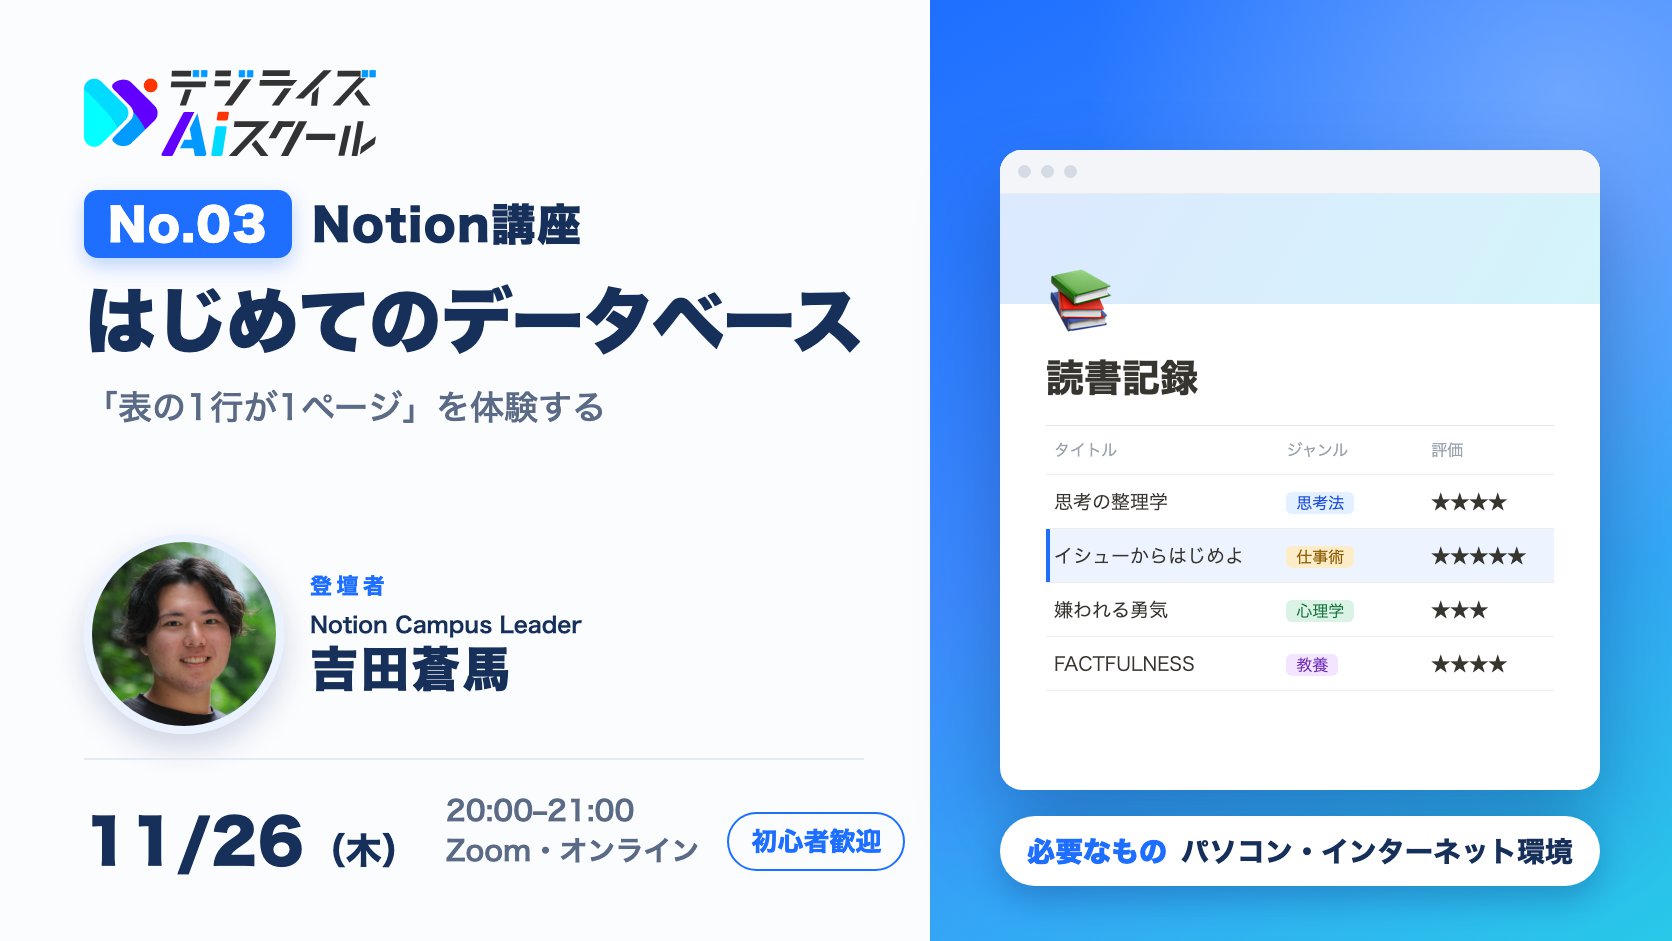 デジライズ
Aiスクール
No.03 Notion講座
はじめてのデータベース
「表の1行が1ページ」を体験する
登壇者
Notion Campus Leader
吉田蒼馬
11/26（木）
20:00–21:00
Zoom・オンライン
初心者歓迎
読書記録
タイトル ジャンル 評価
思考の整理学 思考法 ★★★★
イシューからはじめよ 仕事術 ★★★★★
嫌われる勇気 心理学 ★★★
FACTFULNESS 教養 ★★★★
必要なもの パソコン・インターネット環境